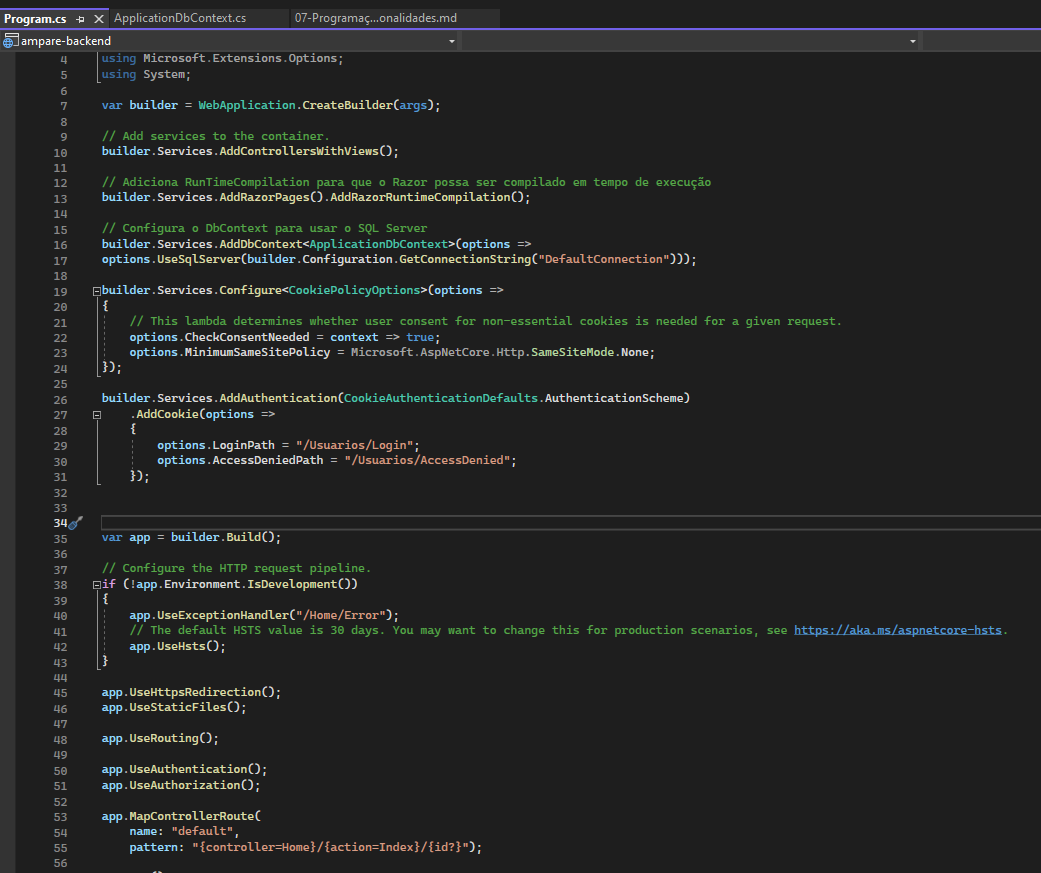 Program.cs ApplicationDbContext.cs 07-Programaç...onalidades.md
ampare-backend
4 using Microsoft.Extensions.Options;
5 using System;
6
7 var builder = WebApplication.CreateBuilder(args);
8
9 // Add services to the container.
10 builder.Services.AddControllersWithViews();
11
12 // Adiciona RunTimeCompilation para que o Razor possa ser compilado em tempo de execução
13 builder.Services.AddRazorPages().AddRazorRuntimeCompilation();
14
15 // Configura o DbContext para usar o SQL Server
16 builder.Services.AddDbContext<ApplicationDbContext>(options =>
17 options.UseSqlServer(builder.Configuration.GetConnectionString("DefaultConnection")));
18
19 builder.Services.Configure<CookiePolicyOptions>(options =>
20 {
21 // This lambda determines whether user consent for non-essential cookies is needed for a given request.
22 options.CheckConsentNeeded = context => true;
23 options.MinimumSameSitePolicy = Microsoft.AspNetCore.Http.SameSiteMode.None;
24 });
25
26 builder.Services.AddAuthentication(CookieAuthenticationDefaults.AuthenticationScheme)
27 .AddCookie(options =>
28 {
29 options.LoginPath = "/Usuarios/Login";
30 options.AccessDeniedPath = "/Usuarios/AccessDenied";
31 });
32
33
34
35 var app = builder.Build();
36
37 // Configure the HTTP request pipeline.
38 if (!app.Environment.IsDevelopment())
39 {
40 app.UseExceptionHandler("/Home/Error");
41 // The default HSTS value is 30 days. You may want to change this for production scenarios, see https://aka.ms/aspnetcore-hsts.
42 app.UseHsts();
43 }
44
45 app.UseHttpsRedirection();
46 app.UseStaticFiles();
47
48 app.UseRouting();
49
50 app.UseAuthentication();
51 app.UseAuthorization();
52
53 app.MapControllerRoute(
54 name: "default",
55 pattern: "{controller=Home}/{action=Index}/{id?}");
56